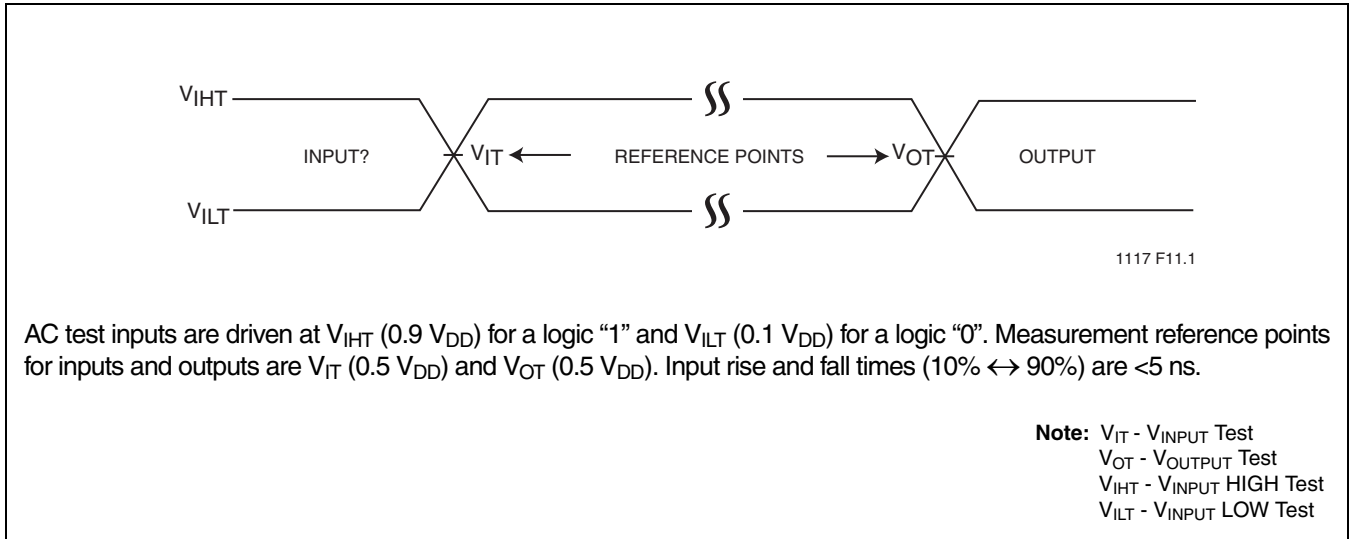 VIHT
INPUT? VIT REFERENCE POINTS VOT OUTPUT
VILT
1117 F11.1
AC test inputs are driven at VIHT (0.9 VDD) for a logic “1” and VILT (0.1 VDD) for a logic “0”. Measurement reference points
for inputs and outputs are VIT (0.5 VDD) and VOT (0.5 VDD). Input rise and fall times (10% ↔ 90%) are <5 ns.
Note: VIT - VINPUT Test
VOT - VOUTPUT Test
VIHT - VINPUT HIGH Test
VILT - VINPUT LOW Test